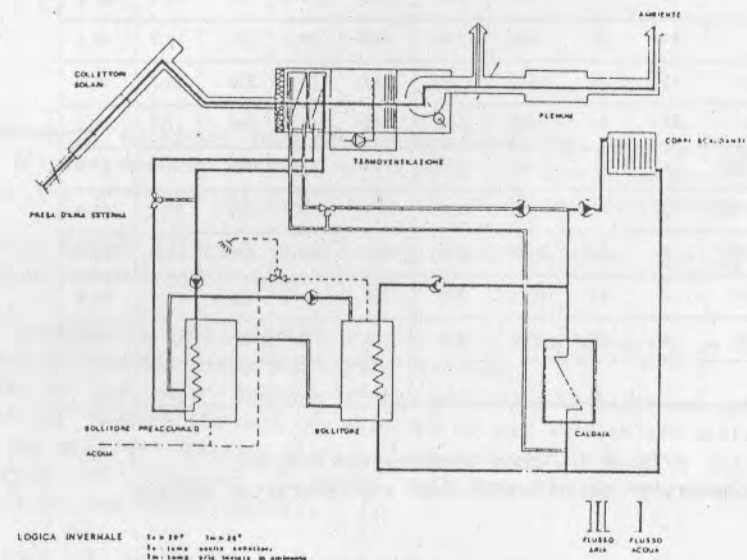 AMBIENTE
COLLETTORI
SOLARI
PLENUM
TERMOVENTILAZIONE
CORPI SCALDANTI
PRESA D'ARIA ESTERNA
BOLLITORE PREACCUMULO
BOLLITORE
CALDAIA
ACQUA
LOGICA INVERNALE
FLUSSO
ARIA
FLUSSO
ACQUA